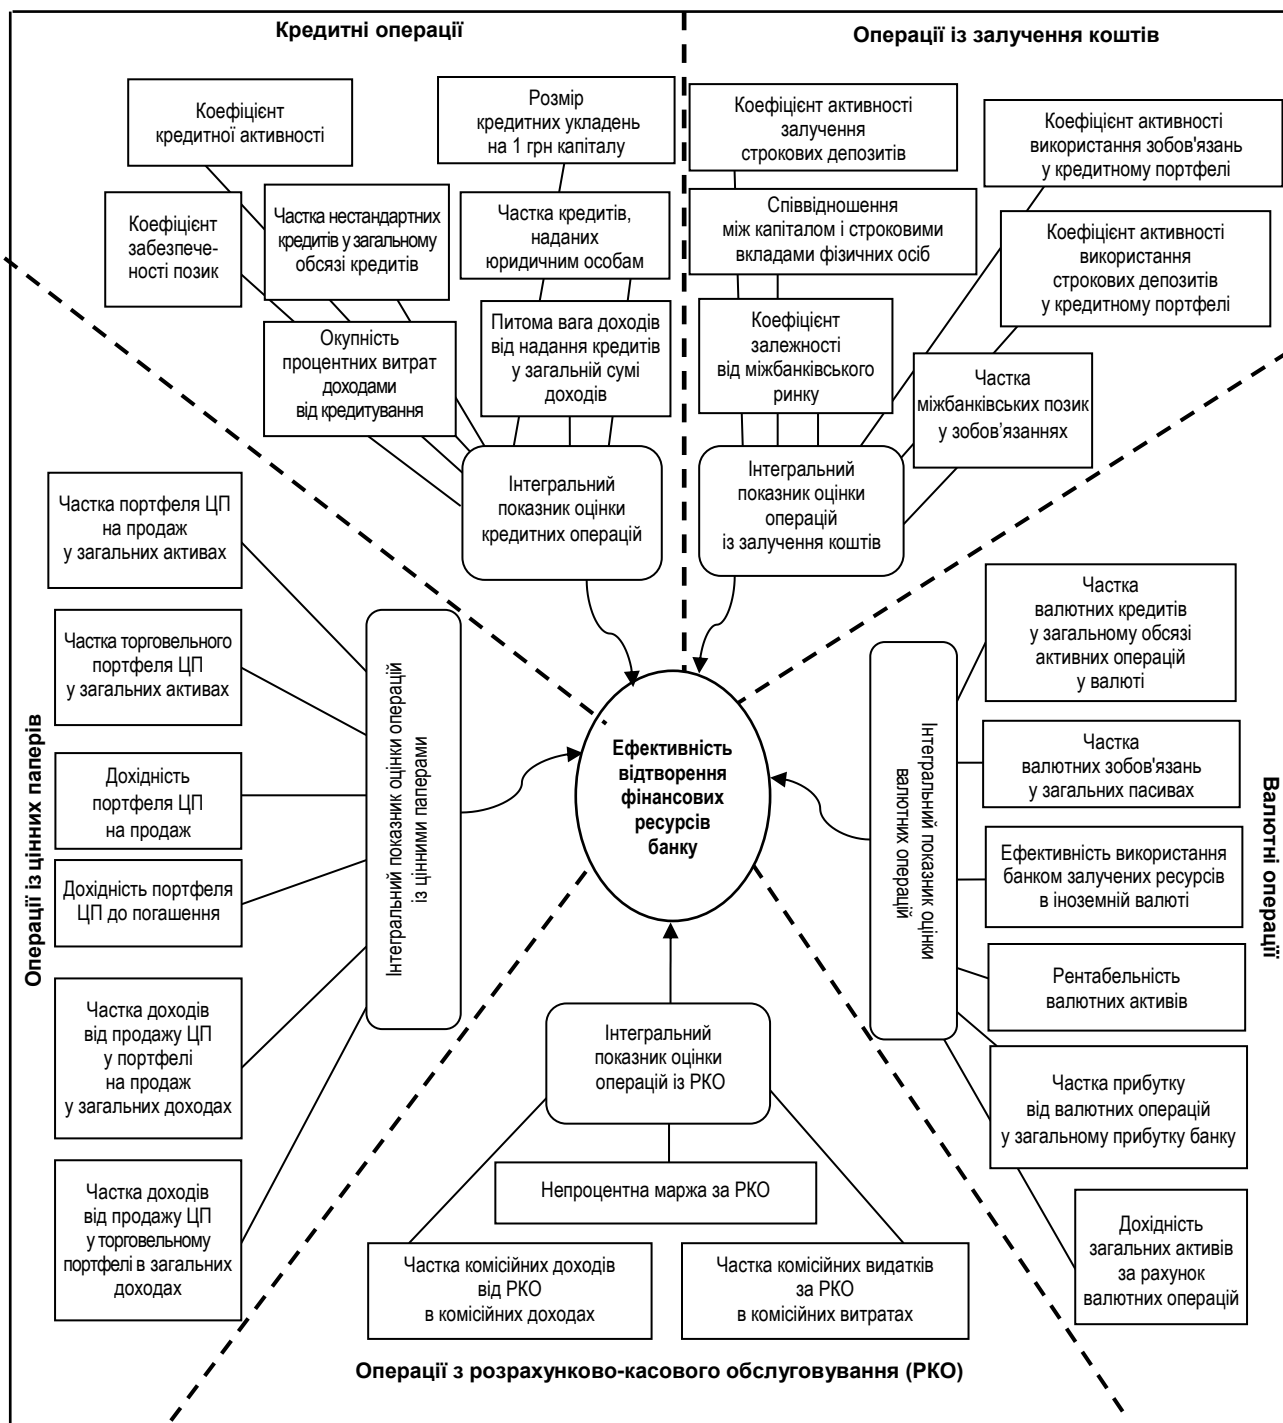 Кредитні операції
Операції із залучення коштів
Коефіцієнт
кредитної активності
Розмір
кредитних укладень
на 1 грн капіталу
Коефіцієнт активності
залучення
строкових депозитів
Коефіцієнт активності
використання зобов'язань
у кредитному портфелі
Коефіцієнт
забезпече-
ності позик
Частка нестандартних
кредитів у загальному
обсязі кредитів
Частка кредитів,
наданих
юридичним особам
Співвідношення
між капіталом і строковими
вкладами фізичних осіб
Коефіцієнт активності
використання
строкових депозитів
у кредитному портфелі
Окупність
процентних витрат
доходами
від кредитування
Питома вага доходів
від надання кредитів
у загальній сумі
доходів
Коефіцієнт
залежності
від міжбанківського
ринку
Частка
міжбанківських позик
у зобов’язаннях
Інтегральний
показник оцінки
кредитних операцій
Інтегральний
показник оцінки
операцій
із залучення коштів
Операції із цінних паперів
Частка портфеля ЦП
на продаж
у загальних активах
Частка торговельного
портфеля ЦП
у загальних активах
Дохідність
портфеля ЦП
на продаж
Дохідність портфеля
ЦП до погашення
Частка доходів
від продажу ЦП
у портфелі
на продаж
у загальних доходах
Частка доходів
від продажу ЦП
у торговельному
портфелі в загальних
доходах
Інтегральний показник оцінки операцій
із цінними паперами
Ефективність
відтворення
фінансових
ресурсів
банку
Інтегральний показник оцінки
валютних операцій
Частка
валютних кредитів
у загальному обсязі
активних операцій
у валюті
Частка
валютних зобов'язань
у загальних пасивах
Ефективність використання
банком залучених ресурсів
в іноземній валюті
Рентабельність
валютних активів
Частка прибутку
від валютних операцій
у загальному прибутку банку
Дохідність
загальних активів
за рахунок
валютних операцій
Валютні операції
Інтегральний
показник оцінки
операцій із РКО
Непроцентна маржа за РКО
Частка комісійних доходів
від РКО
в комісійних доходах
Частка комісійних видатків
за РКО
в комісійних витратах
Операції з розрахунково-касового обслуговування (РКО)